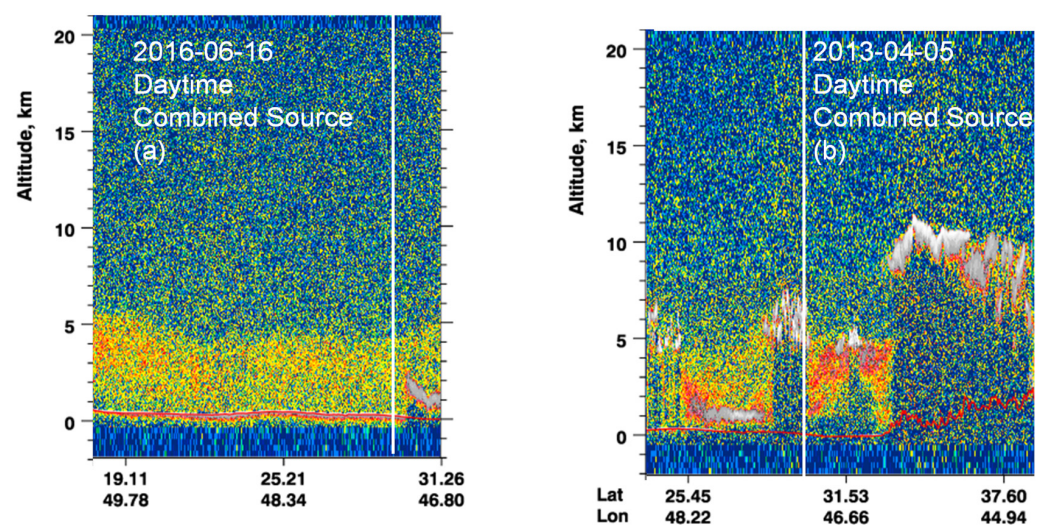 2016-06-16
Daytime
Combined Source
(a)
Altitude, km
20
15
10
5
0
19.11 25.21 31.26
49.78 48.34 46.80
2013-04-05
Daytime
Combined Source
(b)
Altitude, km
20
15
10
5
0
Lat 25.45 31.53 37.60
Lon 48.22 46.66 44.94